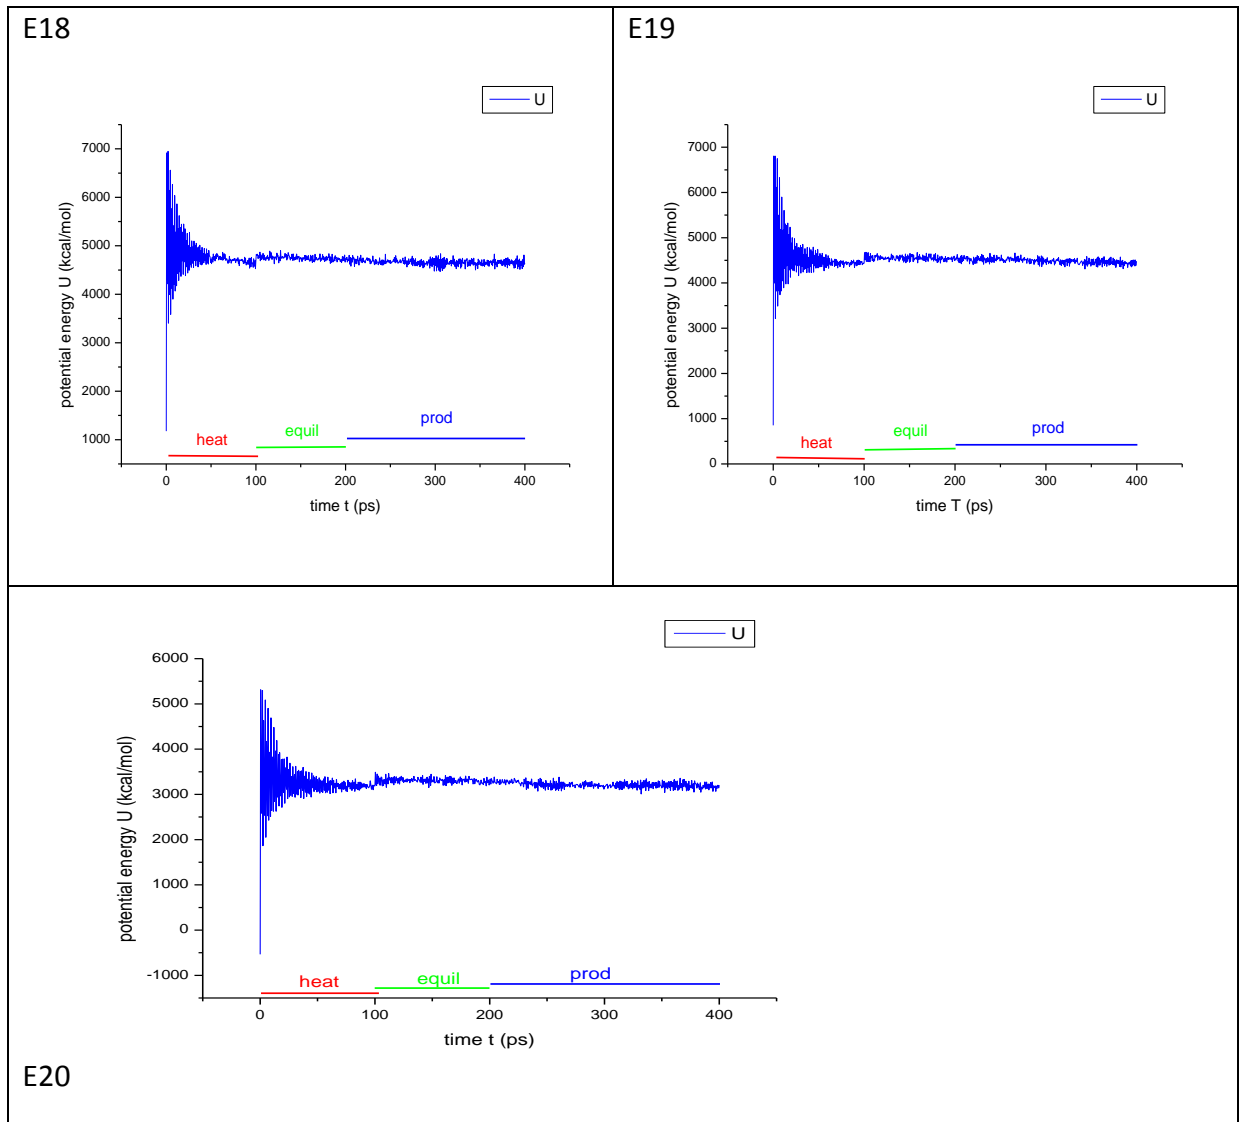 E18
U
potential energy U (kcal/mol)
7000
6000
5000
4000
3000
2000
1000
heat
equil
prod
0
100
200
300
400
time t (ps)
E19
U
potential energy U (kcal/mol)
7000
6000
5000
4000
3000
2000
1000
0
heat
equil
prod
0
100
200
300
400
time T (ps)
U
potential energy U (kcal/mol)
6000
5000
4000
3000
2000
1000
0
-1000
heat
equil
prod
0
100
200
300
400
time t (ps)
E20